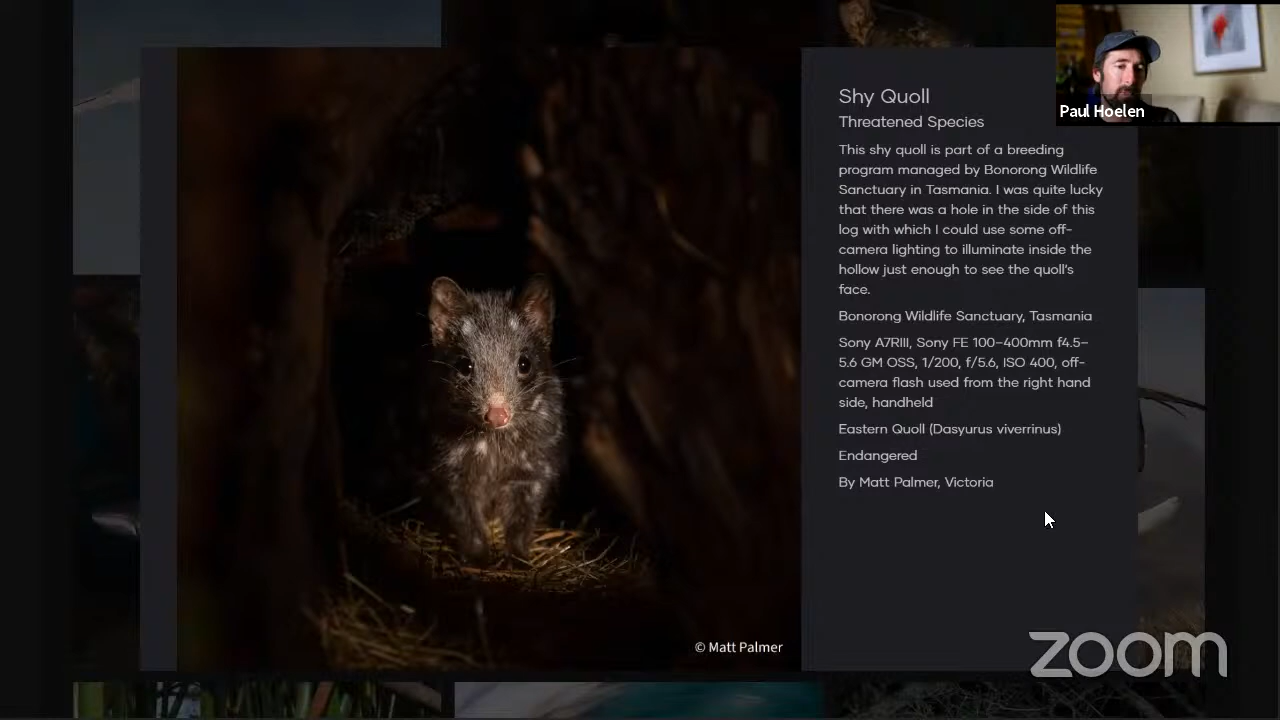 Shy Quoll
Threatened Species
This shy quoll is part of a breeding
program managed by Bonorong Wildlife
Sanctuary in Tasmania. I was quite lucky
that there was a hole in the side of this
log with which I could use some off-
camera lighting to illuminate inside the
hollow just enough to see the quoll's
face.
Bonorong Wildlife Sanctuary, Tasmania
Sony A7RIII, Sony FE 100–400mm f4.5–
5.6 GM OSS, 1/200, f/5.6, ISO 400, off-
camera flash used from the right hand
side, handheld
Eastern Quoll (Dasyurus viverrinus)
Endangered
By Matt Palmer, Victoria
© Matt Palmer
Paul Hoelen
zoom